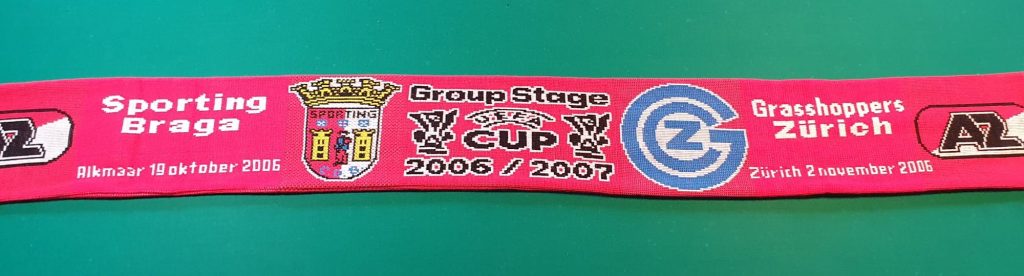 AZ
Sporting
Braga
Alkmaar 19 oktober 2006
SPORTING
Group Stage
UEFA
CUP
2006 / 2007
GCZ
Grasshoppers
Zürich
Zürich 2 november 2006
AZ